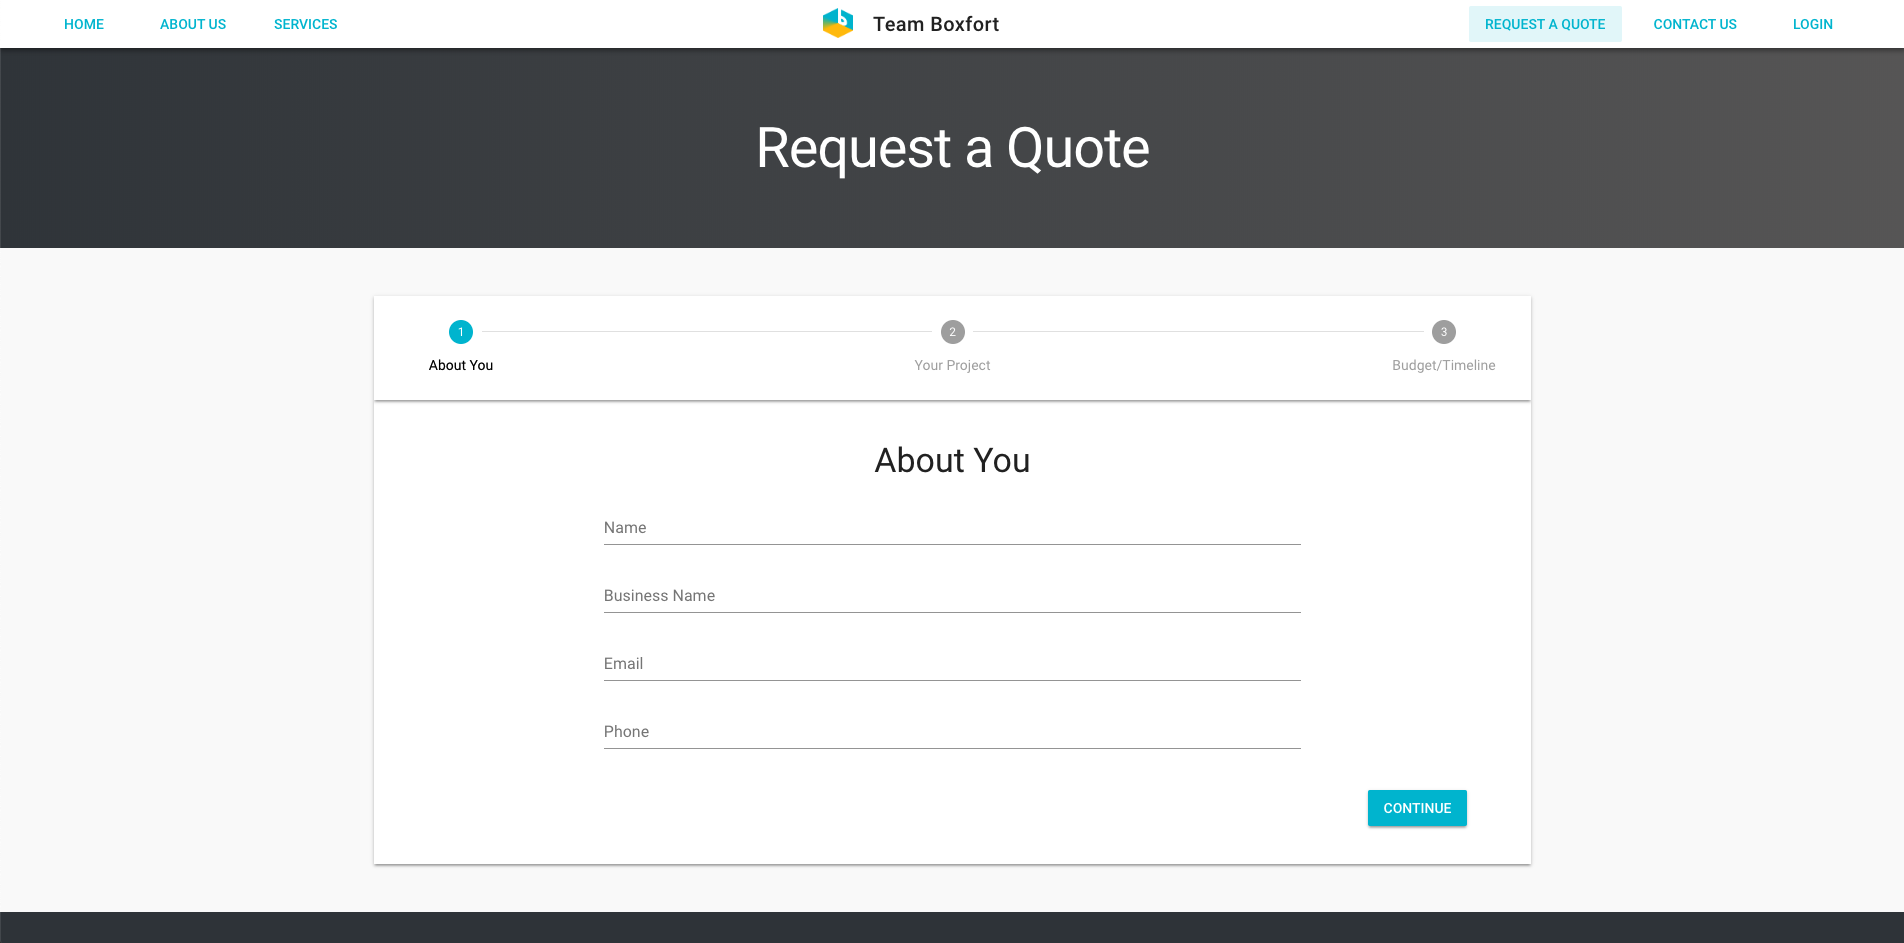 HOME ABOUT US SERVICES Team Boxfort REQUEST A QUOTE CONTACT US LOGIN
Request a Quote
1 2 3
About You Your Project Budget/Timeline
About You
Name
Business Name
Email
Phone
CONTINUE